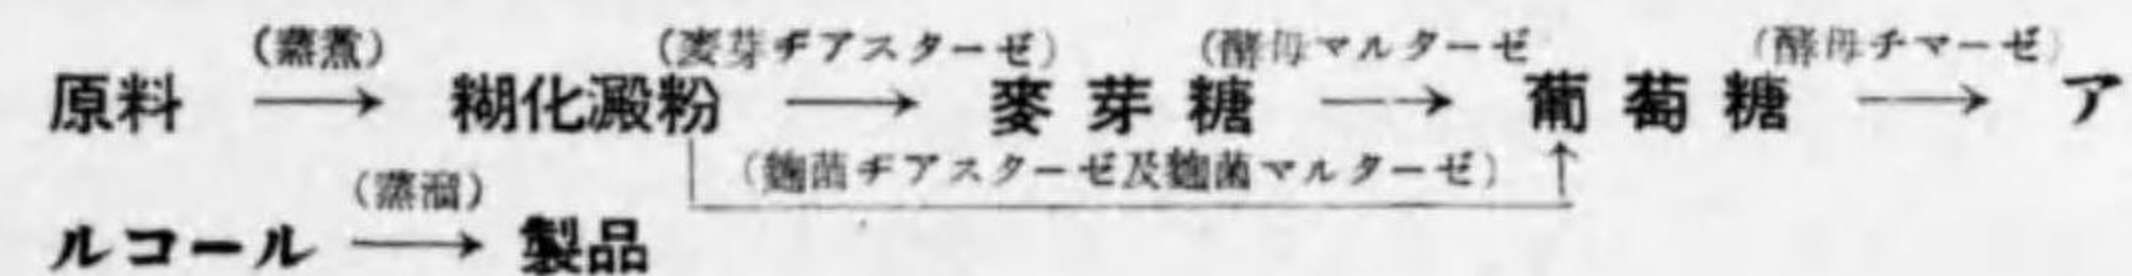 (蒸煮) (麥芽ヂアスターゼ) (酵母マルターゼ (酵母チマーゼ)
原料 ⟶ 糊化澱粉 ⟶ 麥芽糖 ⟶ 葡萄糖 ⟶ ア
(麹菌ヂアスターゼ及麹菌マルターゼ)
(蒸溜)
ルコール ⟶ 製品